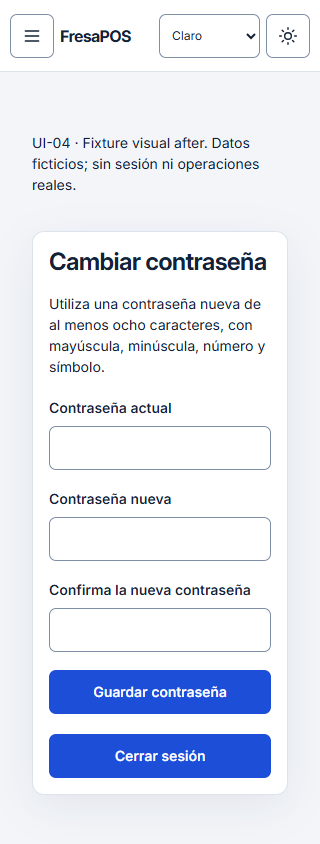 FresaPOS
Claro
UI-04 · Fixture visual after. Datos
ficticios; sin sesión ni operaciones
reales.
Cambiar contraseña
Utiliza una contraseña nueva de
al menos ocho caracteres, con
mayúscula, minúscula, número y
símbolo.
Contraseña actual
Contraseña nueva
Confirma la nueva contraseña
Guardar contraseña
Cerrar sesión